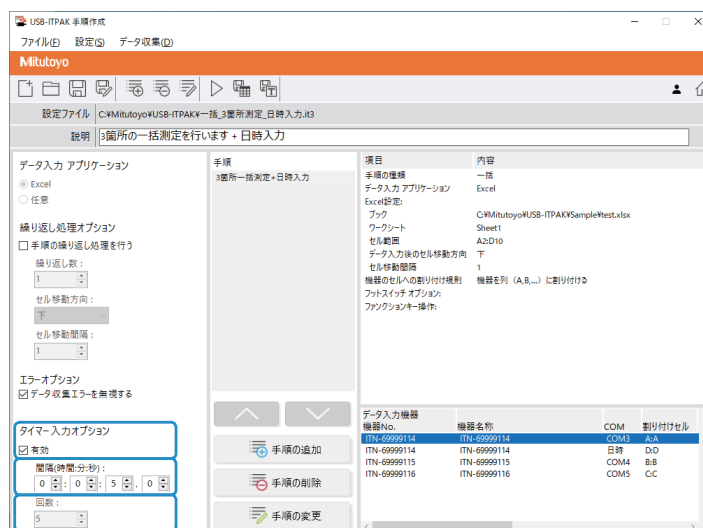 USB-ITPAK 手順作成
ファイル(F) 設定(S) データ収集(D)
Mitutoyo
設定ファイル C:¥Mitutoyo¥USB-ITPAK¥一括_3箇所測定_日時入力.it3
説明 3箇所の一括測定を行います + 日時入力
データ入力 アプリケーション
Excel
任意
繰り返し処理オプション
手順の繰り返し処理を行う
繰り返し数：
1
セル移動方向：
下
セル移動間隔：
1
エラーオプション
データ収集エラーを無視する
タイマー入力オプション
有効
間隔(時間:分:秒)：
0 : 0 : 5 . 0
回数：
5
手順
3箇所一括測定+日時入力
手順の追加
手順の削除
手順の変更
項目 内容
手順の種類 一括
データ入力 アプリケーション Excel
Excel設定:
ブック C:¥Mitutoyo¥USB-ITPAK¥Sample¥test.xlsx
ワークシート Sheet1
セル範囲 A2:D10
データ入力後のセル移動方向 下
セル移動間隔 1
機器のセルへの割り付け規則 機器を列（A,B,...）に割り付ける
フットスイッチ オプション:
ファンクションキー操作:
データ入力機器
機器No. 機器名称 COM 割り付けセル
ITN-69999114 ITN-69999114 COM3 A:A
ITN-69999114 ITN-69999114 日時 D:D
ITN-69999115 ITN-69999115 COM4 B:B
ITN-69999116 ITN-69999116 COM5 C:C